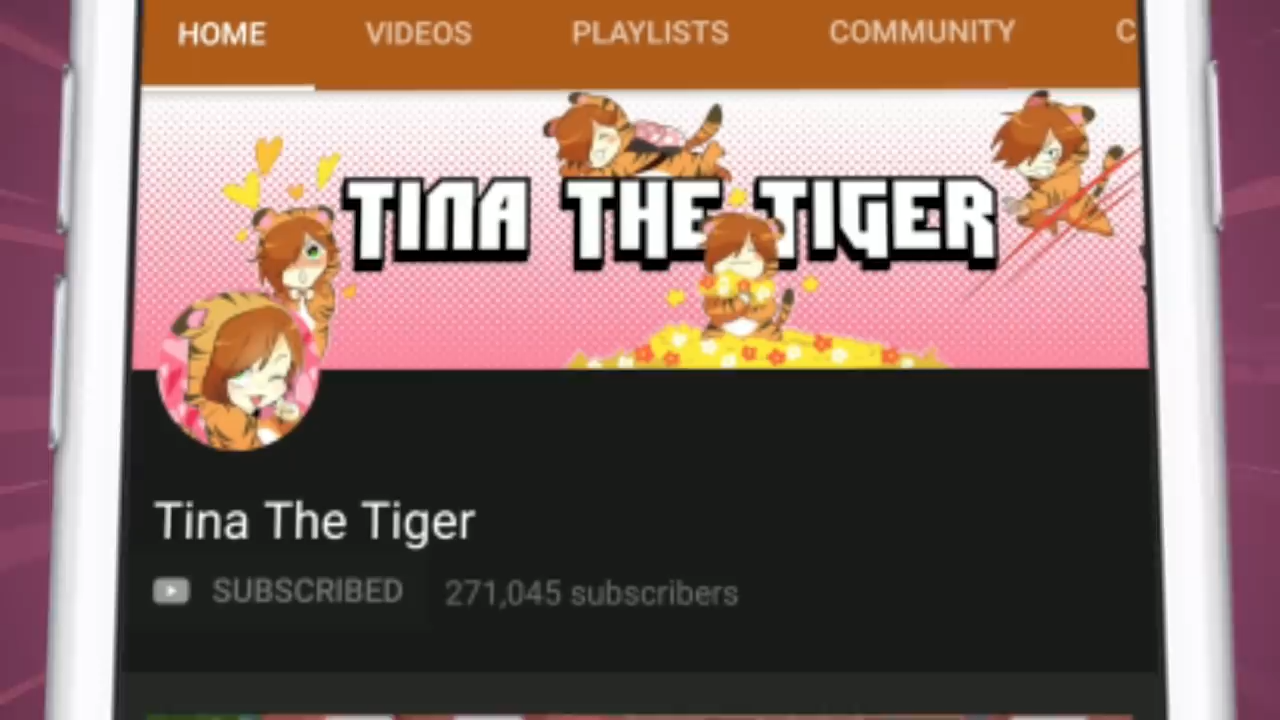 HOME VIDEOS PLAYLISTS COMMUNITY C
TINA THE TIGER
Tina The Tiger
SUBSCRIBED 271,045 subscribers